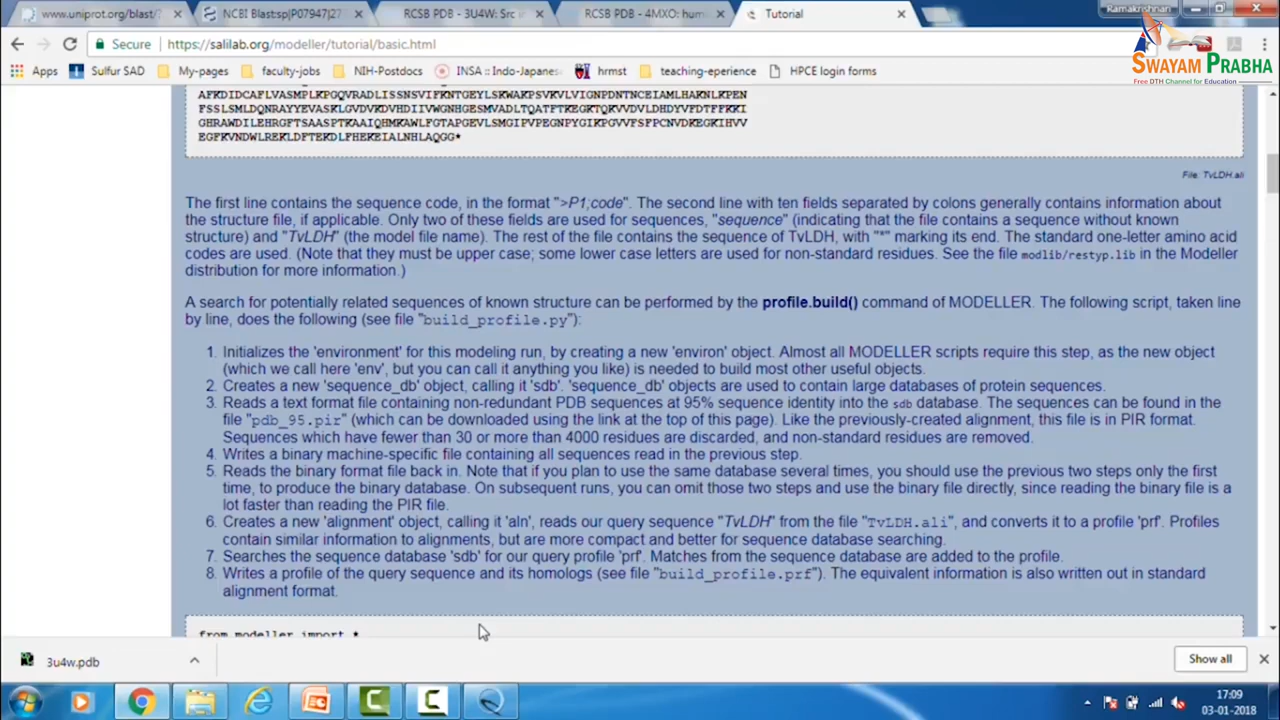 www.uniprot.org/blast/?
NCBI Blast:sp|P07947|27
RCSB PDB - 3U4W: Src i
RCSB PDB - 4MXO: hum
Tutorial
Ramakrishnan
Secure
https://salilab.org/modeller/tutorial/basic.html
Apps
Sulfur SAD
My-pages
faculty-jobs
NIH-Postdocs
INSA :: Indo-Japanes
hrmst
teaching-eperience
HPCE login forms
SWAYAM PRABHA
Free DTH Channel for Education
AFKDIDCAFLVASMPLKPGQVRADLISSNSVIFKNTGEYLSKWAKPSVKVLVIGNPDNTNCEIAMLHAKNLKPEN
FSSLSMLDQNRAYYEVASKLGVDVKDVHDIIVWGNHGESMVADLTQATFTKEGKTQKVVDVLDHDYVFDTFFKKI
GHRAWDILEHRGFTSAASPTKAAIQHMKAWLFGTAPGEVLSMGIPVPEGNPYGIKPGVVFSFPCNVDKEGKIHVV
EGFKVNDWLREKLDFTEKDLFHEKEIALNHLAQGG*
File: TvLDH.ali
The first line contains the sequence code, in the format ">P1;code". The second line with ten fields separated by colons generally contains information about
the structure file, if applicable. Only two of these fields are used for sequences, "sequence" (indicating that the file contains a sequence without known
structure) and "TvLDH" (the model file name). The rest of the file contains the sequence of TvLDH, with "*" marking its end. The standard one-letter amino acid
codes are used. (Note that they must be upper case; some lower case letters are used for non-standard residues. See the file modlib/restyp.lib in the Modeller
distribution for more information.)
A search for potentially related sequences of known structure can be performed by the profile.build() command of MODELLER. The following script, taken line
by line, does the following (see file "build_profile.py"):
1. Initializes the 'environment' for this modeling run, by creating a new 'environ' object. Almost all MODELLER scripts require this step, as the new object
(which we call here 'env', but you can call it anything you like) is needed to build most other useful objects.
2. Creates a new 'sequence_db' object, calling it 'sdb'. 'sequence_db' objects are used to contain large databases of protein sequences.
3. Reads a text format file containing non-redundant PDB sequences at 95% sequence identity into the sdb database. The sequences can be found in the
file "pdb_95.pir" (which can be downloaded using the link at the top of this page). Like the previously-created alignment, this file is in PIR format.
Sequences which have fewer than 30 or more than 4000 residues are discarded, and non-standard residues are removed.
4. Writes a binary machine-specific file containing all sequences read in the previous step.
5. Reads the binary format file back in. Note that if you plan to use the same database several times, you should use the previous two steps only the first
time, to produce the binary database. On subsequent runs, you can omit those two steps and use the binary file directly, since reading the binary file is a
lot faster than reading the PIR file.
6. Creates a new 'alignment' object, calling it 'aln', reads our query sequence "TvLDH" from the file "TvLDH.ali", and converts it to a profile 'prf'. Profiles
contain similar information to alignments, but are more compact and better for sequence database searching.
7. Searches the sequence database 'sdb' for our query profile 'prf'. Matches from the sequence database are added to the profile.
8. Writes a profile of the query sequence and its homologs (see file "build_profile.prf"). The equivalent information is also written out in standard
alignment format.
from modeller import *
3u4w.pdb
Show all
17:09
03-01-2018